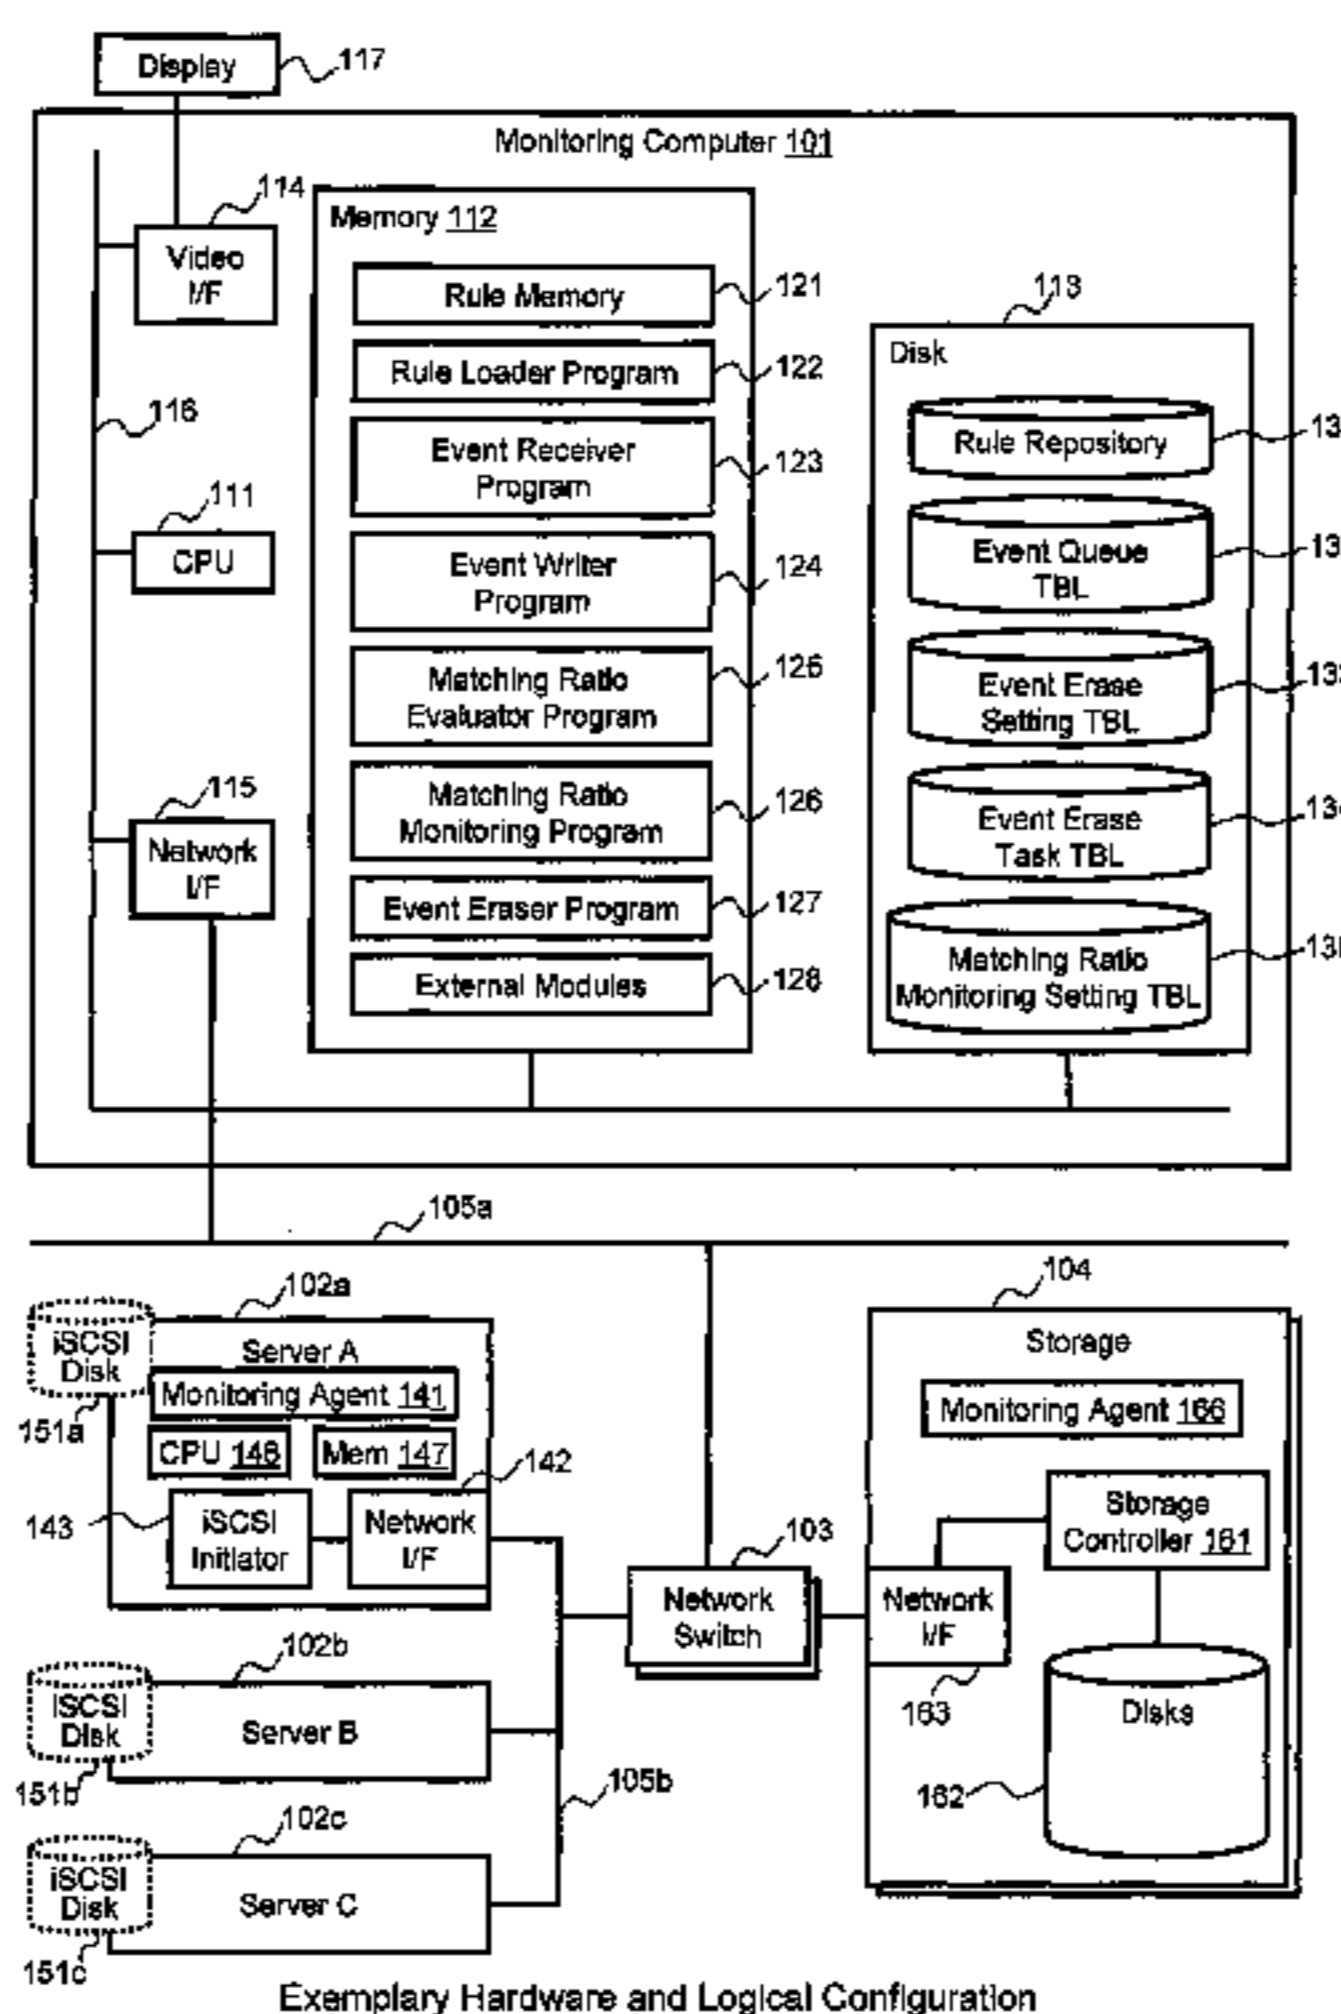 Display
117
Monitoring Computer 101
114
Video
I/F
116
111
CPU
115
Network
I/F
Memory 112
Rule Memory
121
Rule Loader Program
122
Event Receiver
Program
123
Event Writer
Program
124
Matching Ratio
Evaluator Program
125
Matching Ratio
Monitoring Program
126
Event Eraser Program
127
External Modules
128
113
Disk
Rule Repository
13
Event Queue
TBL
13
Event Erase
Setting TBL
133
Event Erase
Task TBL
134
Matching Ratio
Monitoring Setting TBL
13
105a
102a
iSCSI
Disk
151a
Server A
Monitoring Agent 141
CPU 146
Mem 147
142
143
iSCSI
Initiator
Network
I/F
102b
iSCSI
Disk
151b
Server B
105b
102c
iSCSI
Disk
151c
Server C
103
Network
Switch
104
Storage
Monitoring Agent 166
Storage
Controller 161
Network
I/F
163
Disks
162
Exemplary Hardware and Logical Configuration